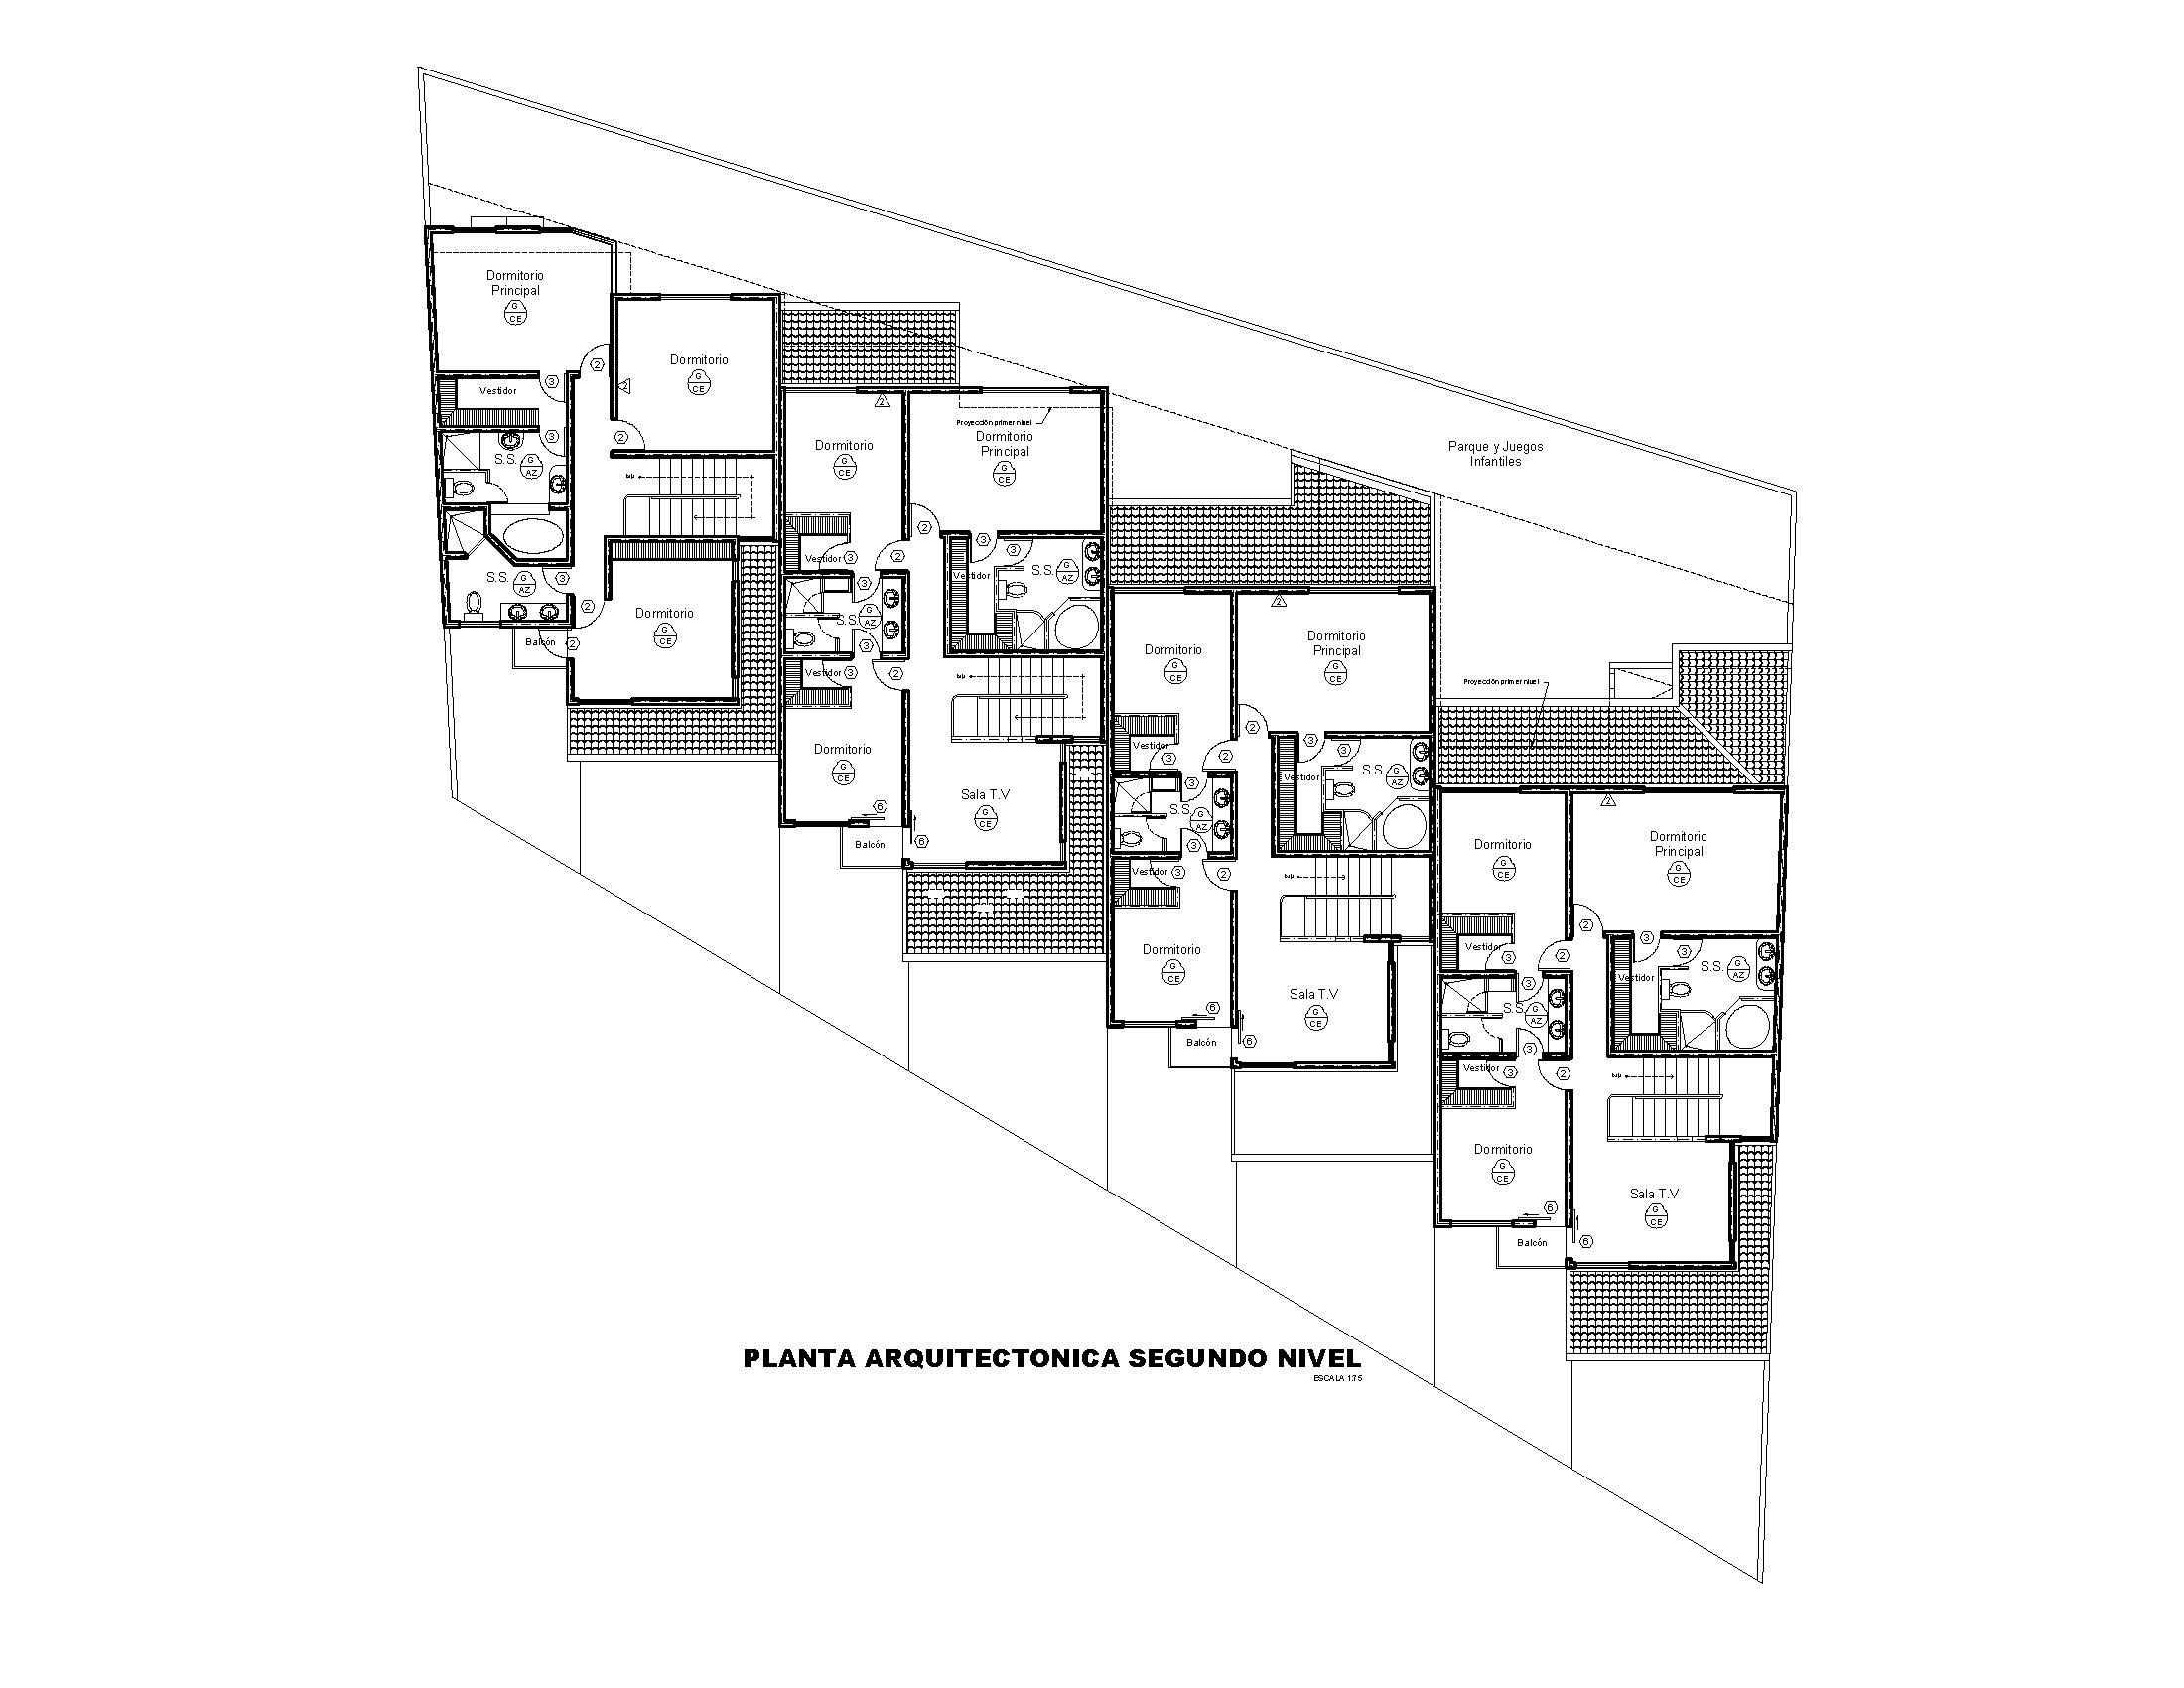 Dormitorio
Principal
G
CE
2
Dormitorio
G
CE
2
3
Vestidor
3
2
S.S.
G
AZ
baja
S.S.
G
AZ
3
2
Dormitorio
G
CE
Balcón
2
2
Dormitorio
G
CE
Proyección primer nivel
Dormitorio
Principal
G
CE
2
Vestidor
3
2
3
3
Vestidor
S.S.
G
AZ
3
S.S.
G
AZ
3
Vestidor
3
2
baja
Dormitorio
G
CE
6
Sala T.V
G
CE
6
Balcón
Parque y Juegos
Infantiles
2
Dormitorio
G
CE
Dormitorio
Principal
G
CE
2
Vestidor
3
2
3
3
Vestidor
S.S.
G
AZ
3
S.S.
G
AZ
3
Vestidor
3
2
baja
Dormitorio
G
CE
6
Sala T.V
G
CE
6
Balcón
Proyección primer nivel
2
Dormitorio
G
CE
Dormitorio
Principal
G
CE
2
Vestidor
3
2
3
3
Vestidor
S.S.
G
AZ
3
S.S.
G
AZ
3
Vestidor
3
2
baja
Dormitorio
G
CE
6
Sala T.V
G
CE
6
Balcón
PLANTA ARQUITECTONICA SEGUNDO NIVEL
ESCALA 1:75